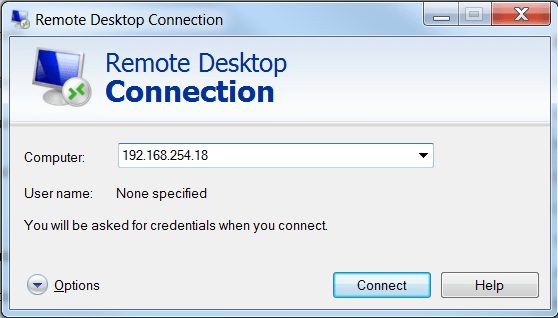 Remote Desktop Connection
Remote Desktop
Connection
Computer: 192.168.254.18
User name: None specified
You will be asked for credentials when you connect.
Options Connect Help